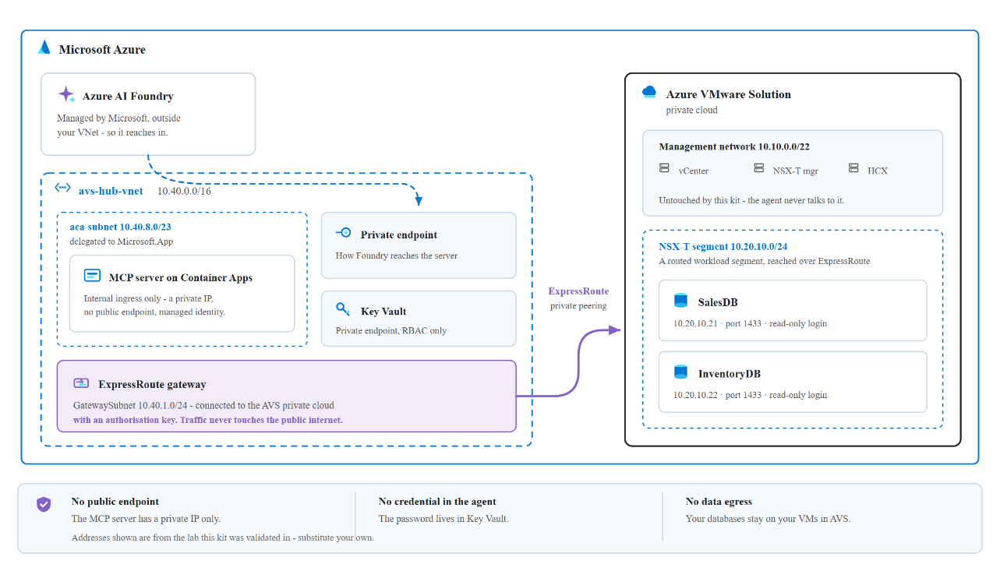 Microsoft Azure
Azure AI Foundry
Managed by Microsoft, outside
your VNet - so it reaches in.
avs-hub-vnet 10.40.0.0/16
aca-subnet 10.40.8.0/23
delegated to Microsoft.App
MCP server on Container Apps
Internal ingress only - a private IP,
no public endpoint, managed identity.
Private endpoint
How Foundry reaches the server
Key Vault
Private endpoint, RBAC only
ExpressRoute gateway
GatewaySubnet 10.40.1.0/24 - connected to the AVS private cloud
with an authorisation key. Traffic never touches the public internet.
ExpressRoute
private peering
Azure VMware Solution
private cloud
Management network 10.10.0.0/22
vCenter NSX-T mgr HCX
Untouched by this kit - the agent never talks to it.
NSX-T segment 10.20.10.0/24
A routed workload segment, reached over ExpressRoute
SalesDB
10.20.10.21 · port 1433 · read-only login
InventoryDB
10.20.10.22 · port 1433 · read-only login
No public endpoint
The MCP server has a private IP only.
No credential in the agent
The password lives in Key Vault.
No data egress
Your databases stay on your VMs in AVS.
Addresses shown are from the lab this kit was validated in - substitute your own.